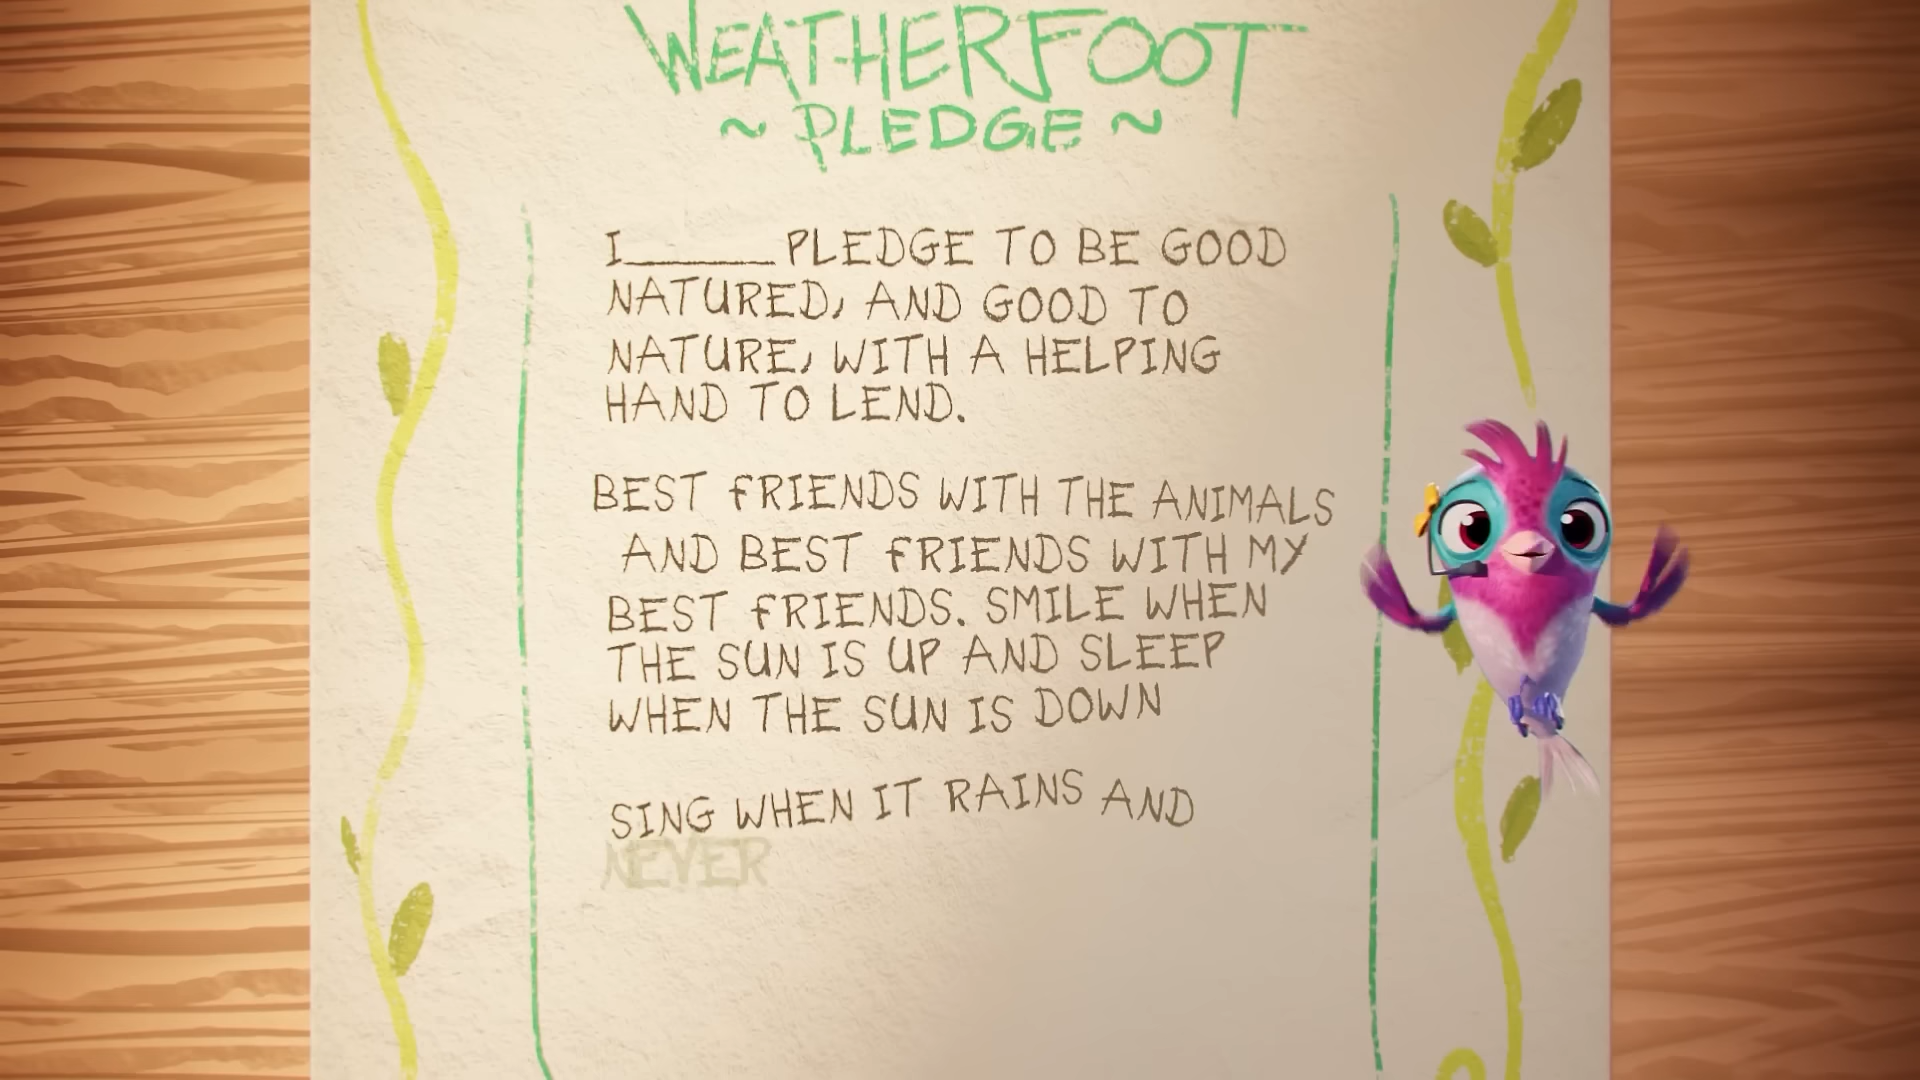 WEATHERFOOT
~ PLEDGE ~
I______PLEDGE TO BE GOOD
NATURED, AND GOOD TO
NATURE, WITH A HELPING
HAND TO LEND.
BEST FRIENDS WITH THE ANIMALS
AND BEST FRIENDS WITH MY
BEST FRIENDS. SMILE WHEN
THE SUN IS UP AND SLEEP
WHEN THE SUN IS DOWN
SING WHEN IT RAINS AND
NEVER